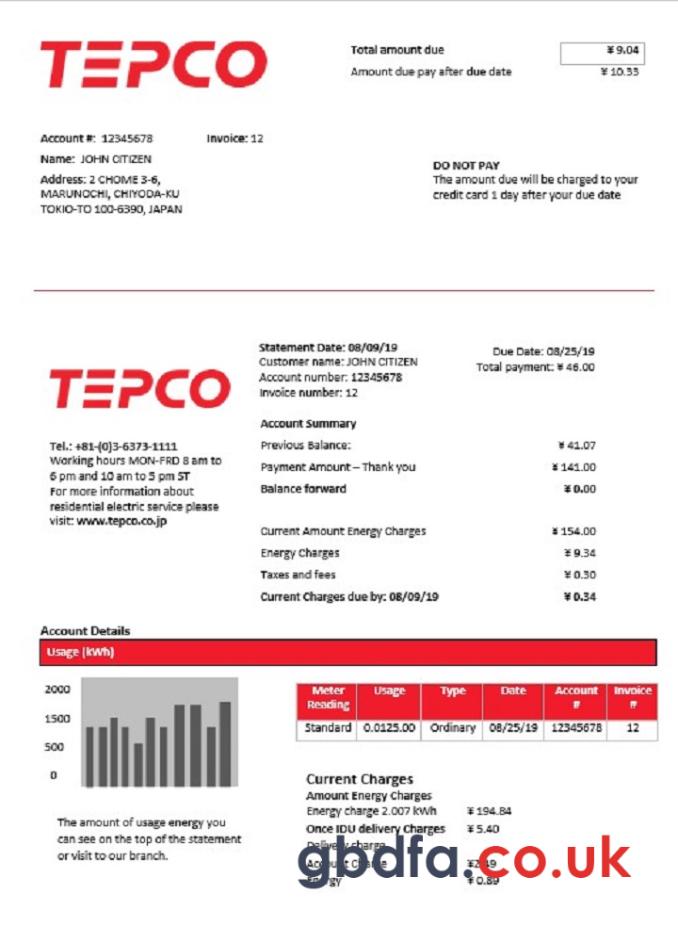 TEPCO
Total amount due ¥ 9.04
Amount due pay after due date ¥ 10.33
Account #: 12345678 Invoice: 12
Name: JOHN CITIZEN
Address: 2 CHOME 3-6,
MARUNOCHI, CHIYODA-KU
TOKIO-TO 100-6390, JAPAN
DO NOT PAY
The amount due will be charged to your
credit card 1 day after your due date
TEPCO
Tel.: +81-(0)3-6373-1111
Working hours MON-FRD 8 am to
6 pm and 10 am to 5 pm ST
For more information about
residential electric service please
visit: www.tepco.co.jp
Statement Date: 08/09/19
Customer name: JOHN CITIZEN
Account number: 12345678
Invoice number: 12
Due Date: 08/25/19
Total payment: ¥ 46.00
Account Summary
Previous Balance: ¥ 41.07
Payment Amount – Thank you ¥ 141.00
Balance forward ¥ 0.00
Current Amount Energy Charges ¥ 154.00
Energy Charges ¥ 9.34
Taxes and fees ¥ 0.30
Current Charges due by: 08/09/19 ¥ 0.34
Account Details
Usage (kWh)
2000
1500
500
0
The amount of usage energy you
can see on the top of the statement
or visit to our branch.
Meter Reading Usage Type Date Account # Invoice #
Standard 0.0125.00 Ordinary 08/25/19 12345678 12
Current Charges
Amount Energy Charges
Energy charge 2.007 kWh ¥ 194.84
Once IDU delivery Charges ¥ 5.40
Delivery charge
Account Charge
Energy ¥ 0.89
gbdfa.co.uk